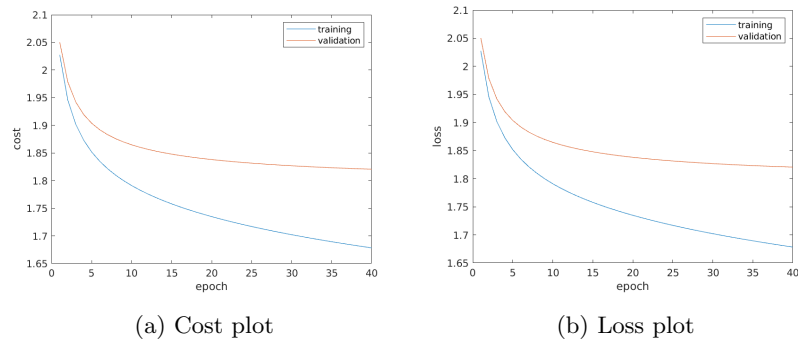 2.1
2.05
2
1.95
1.9
1.85
1.8
1.75
1.7
1.65
cost
0 5 10 15 20 25 30 35 40
epoch
training
validation
(a) Cost plot
2.1
2.05
2
1.95
1.9
1.85
1.8
1.75
1.7
1.65
loss
0 5 10 15 20 25 30 35 40
epoch
training
validation
(b) Loss plot